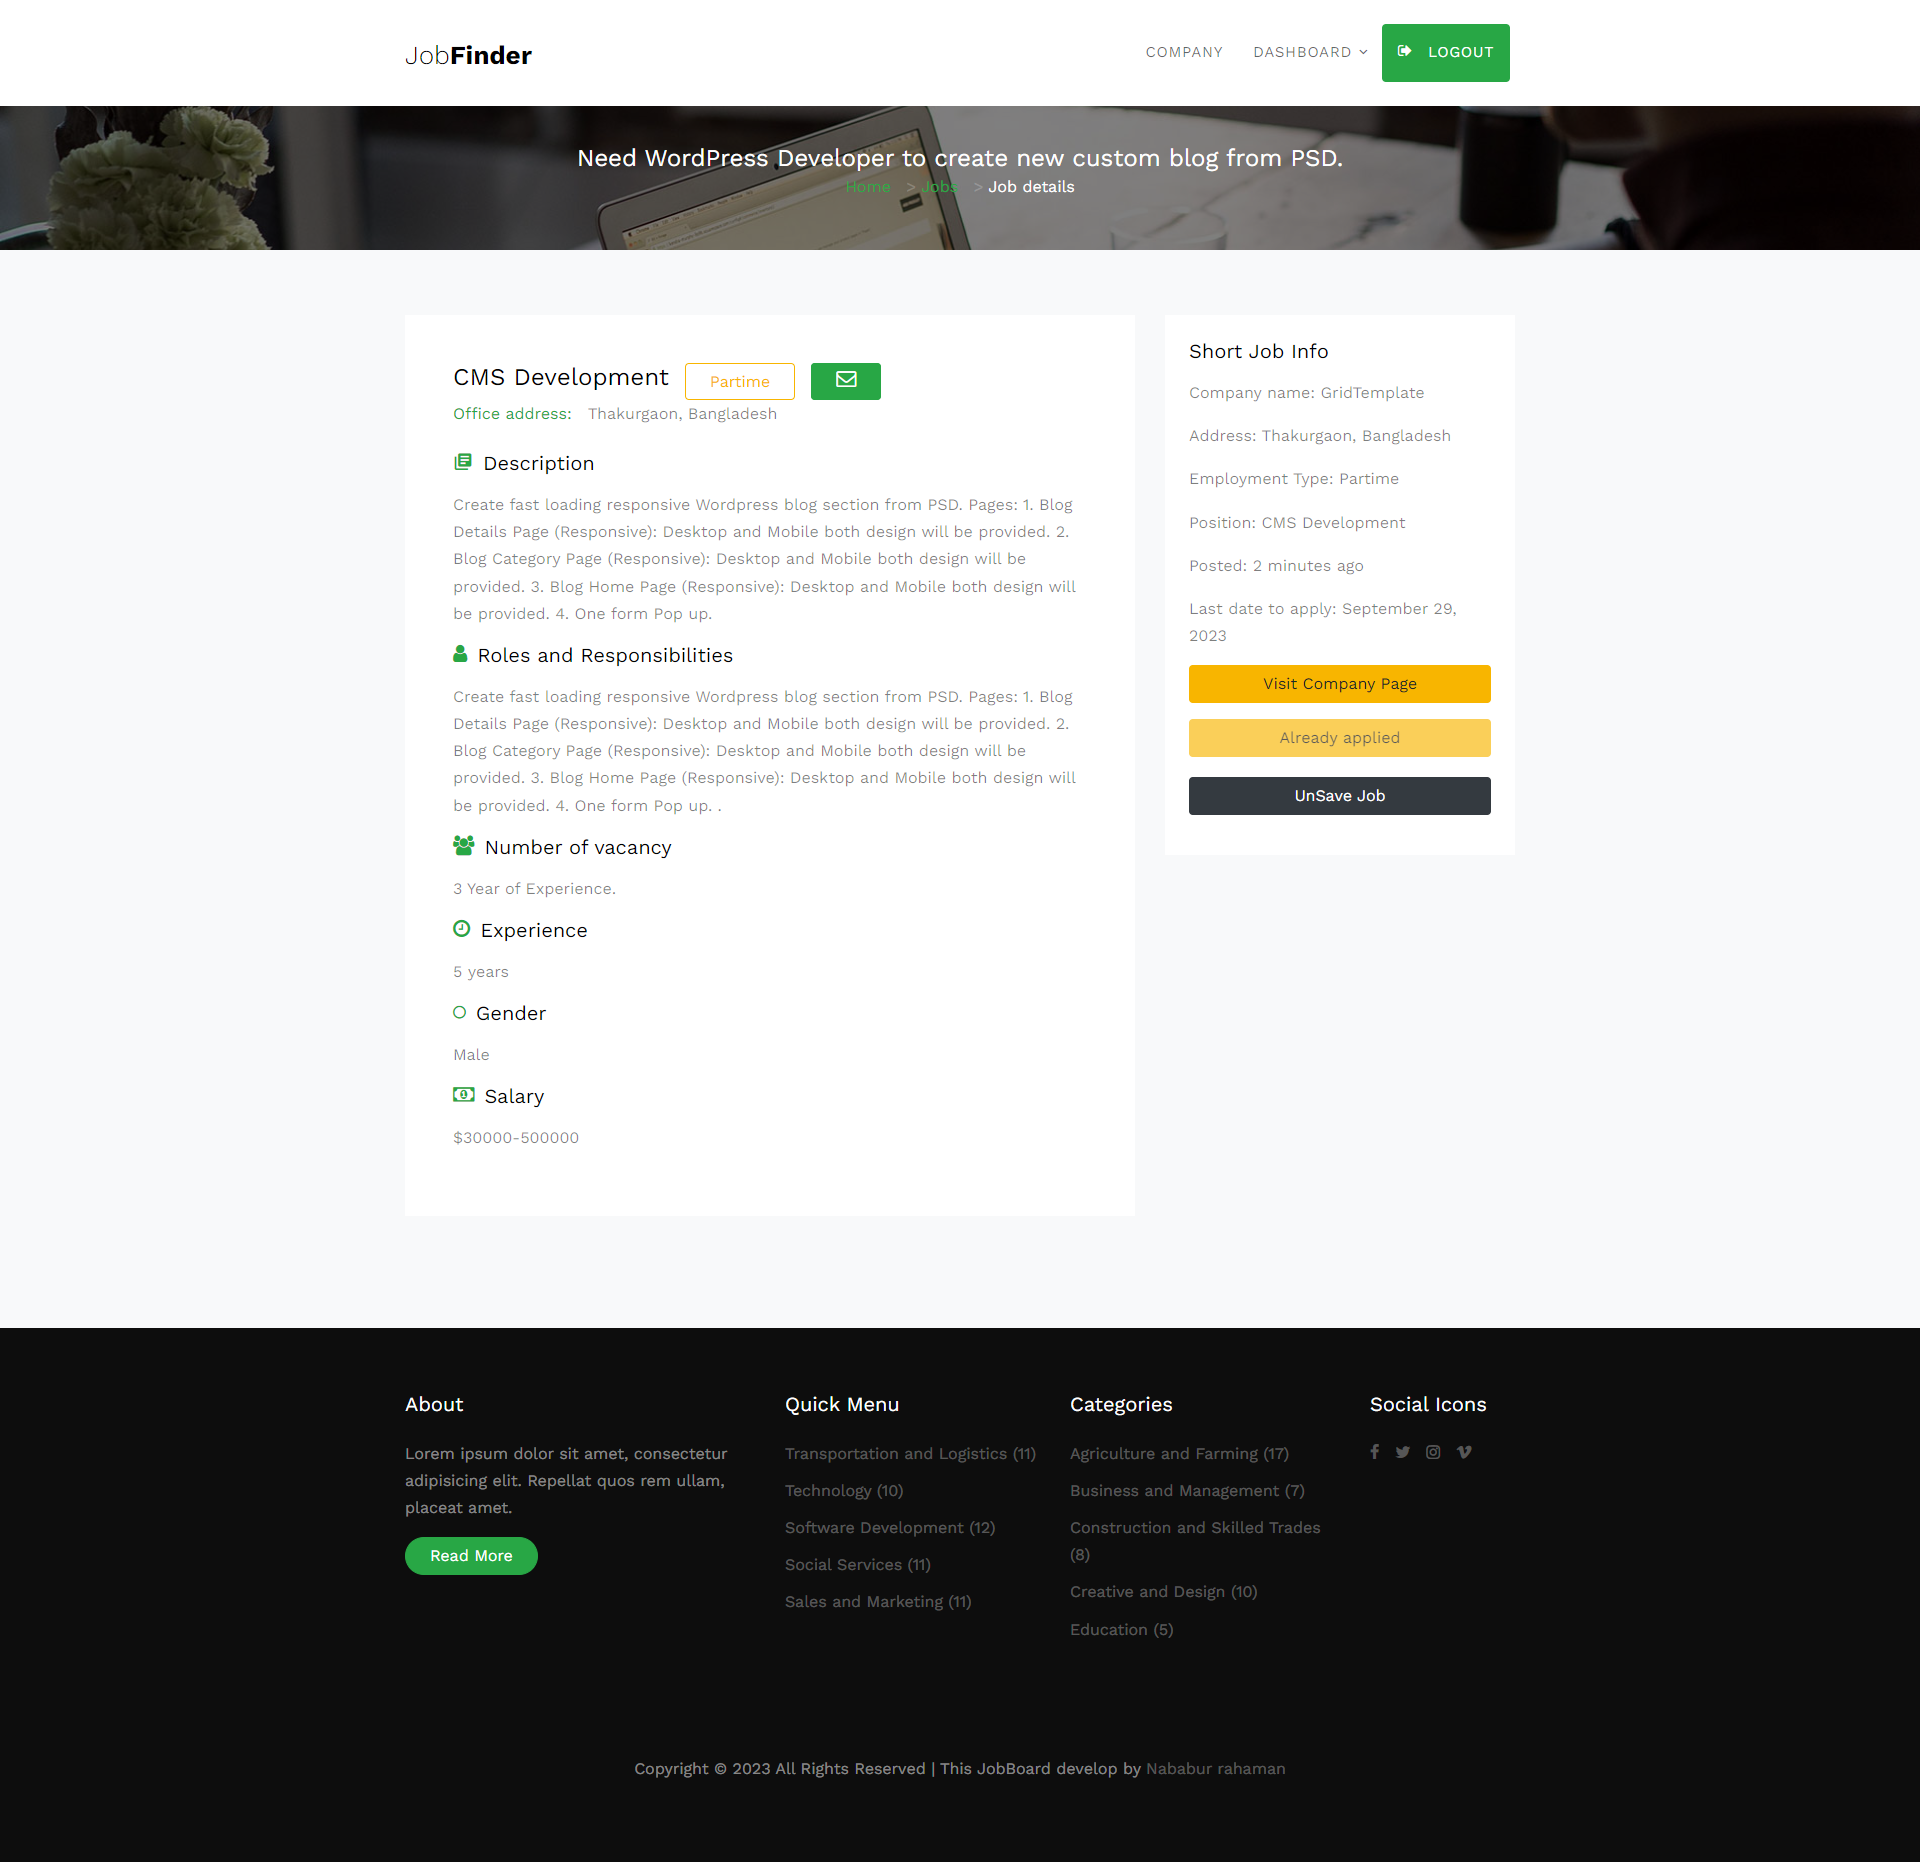 JobFinder
COMPANY
DASHBOARD
LOGOUT
Need WordPress Developer to create new custom blog from PSD.
Home > Jobs > Job details
CMS Development
Partime
Office address: Thakurgaon, Bangladesh
Description
Create fast loading responsive Wordpress blog section from PSD. Pages: 1. Blog
Details Page (Responsive): Desktop and Mobile both design will be provided. 2.
Blog Category Page (Responsive): Desktop and Mobile both design will be
provided. 3. Blog Home Page (Responsive): Desktop and Mobile both design will
be provided. 4. One form Pop up.
Roles and Responsibilities
Create fast loading responsive Wordpress blog section from PSD. Pages: 1. Blog
Details Page (Responsive): Desktop and Mobile both design will be provided. 2.
Blog Category Page (Responsive): Desktop and Mobile both design will be
provided. 3. Blog Home Page (Responsive): Desktop and Mobile both design will
be provided. 4. One form Pop up. .
Number of vacancy
3 Year of Experience.
Experience
5 years
Gender
Male
Salary
$30000-500000
Short Job Info
Company name: GridTemplate
Address: Thakurgaon, Bangladesh
Employment Type: Partime
Position: CMS Development
Posted: 2 minutes ago
Last date to apply: September 29,
2023
Visit Company Page
Already applied
UnSave Job
About
Lorem ipsum dolor sit amet, consectetur
adipisicing elit. Repellat quos rem ullam,
placeat amet.
Read More
Quick Menu
Transportation and Logistics (11)
Technology (10)
Software Development (12)
Social Services (11)
Sales and Marketing (11)
Categories
Agriculture and Farming (17)
Business and Management (7)
Construction and Skilled Trades
(8)
Creative and Design (10)
Education (5)
Social Icons
Copyright © 2023 All Rights Reserved | This JobBoard develop by Nababur rahaman